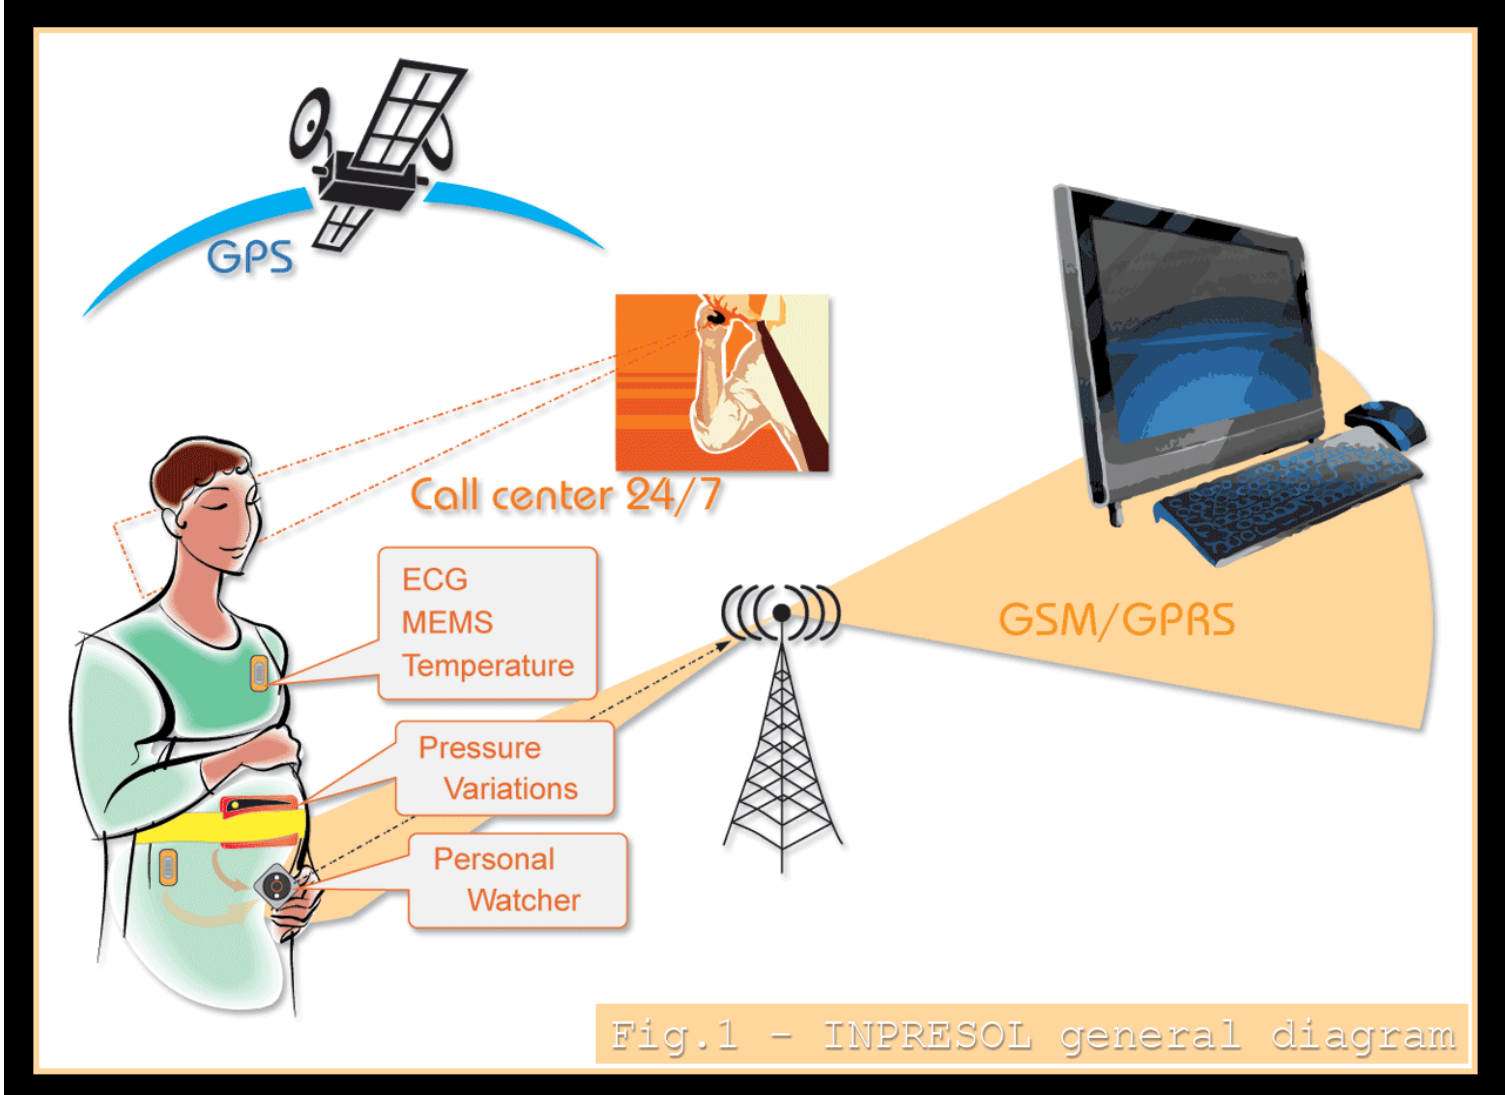 GPS
Call center 24/7
ECG
MEMS
Temperature
GSM/GPRS
Pressure
Variations
Personal
Watcher
Fig.1 - INPRESOL general diagram